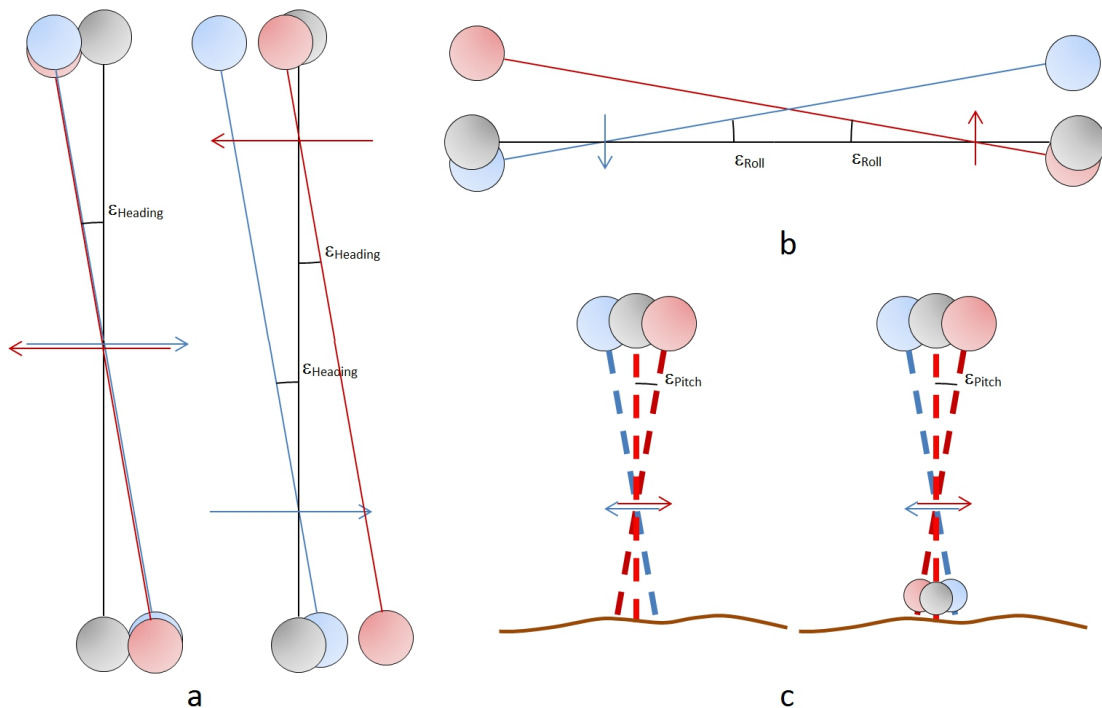 εHeading
εHeading
εHeading
a
εRoll
εRoll
b
εPitch
εPitch
c